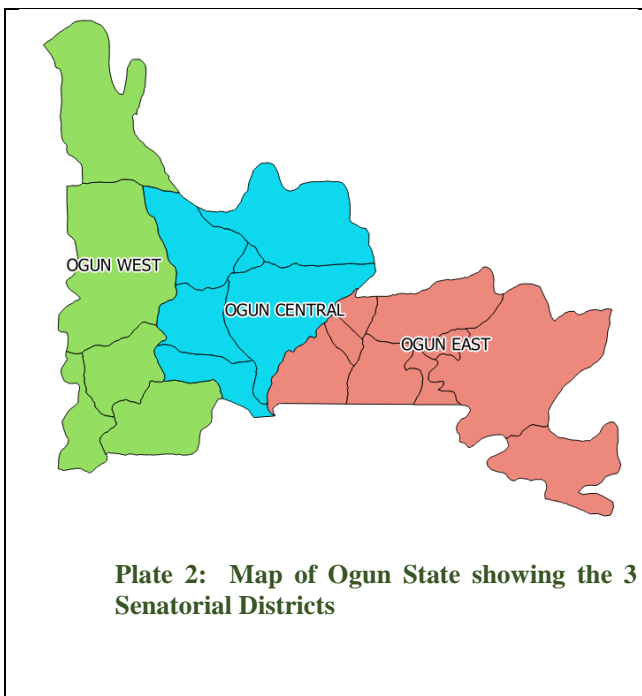 OGUN WEST
OGUN CENTRAL
OGUN EAST
Plate 2: Map of Ogun State showing the 3
Senatorial Districts